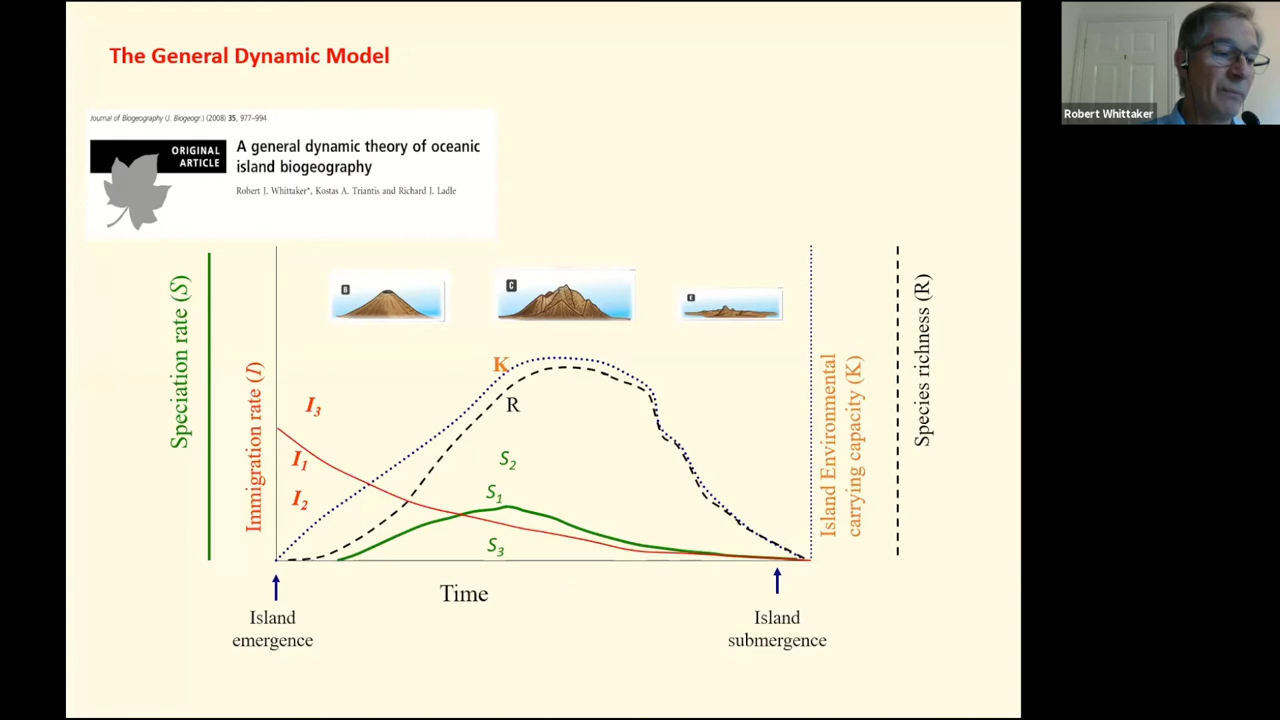 The General Dynamic Model
Robert Whittaker
Journal of Biogeography (J. Biogeogr.) (2008) 35, 977–994
ORIGINAL
ARTICLE
A general dynamic theory of oceanic
island biogeography
Robert J. Whittaker*, Kostas A. Triantis and Richard J. Ladle
Speciation rate (S)
Immigration rate (I)
B
C
E
K
R
I3
I1
I2
S2
S1
S3
Island Environmental
carrying capacity (K)
Species richness (R)
Time
Island
emergence
Island
submergence